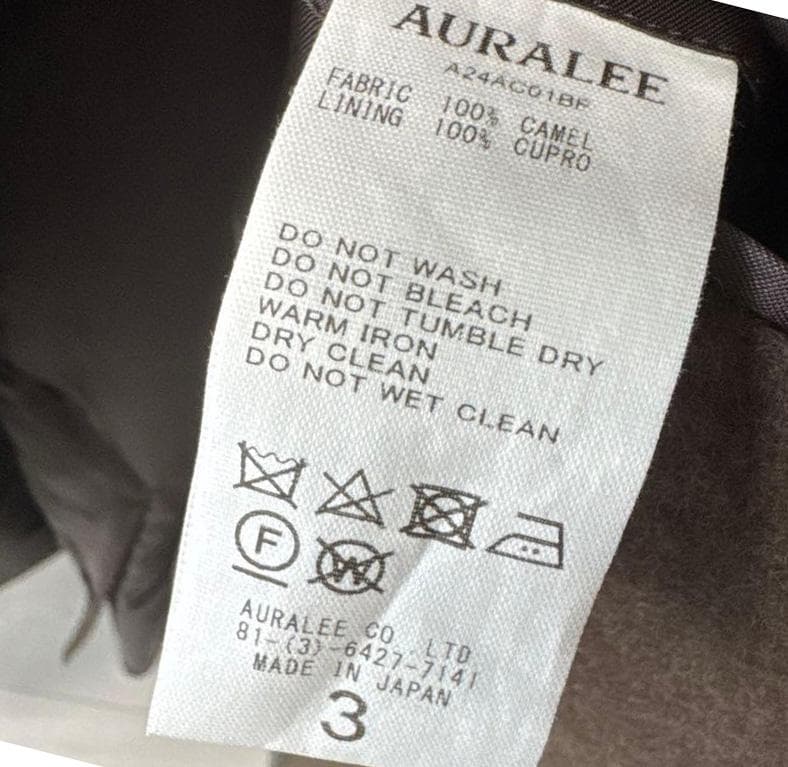 AURALEE
A24AC01BF
FABRIC 100% CAMEL
LINING 100% CUPRO
DO NOT WASH
DO NOT BLEACH
DO NOT TUMBLE DRY
WARM IRON
DRY CLEAN
DO NOT WET CLEAN
F W
AURALEE CO. LTD
81-(3)-6427-7141
MADE IN JAPAN
3